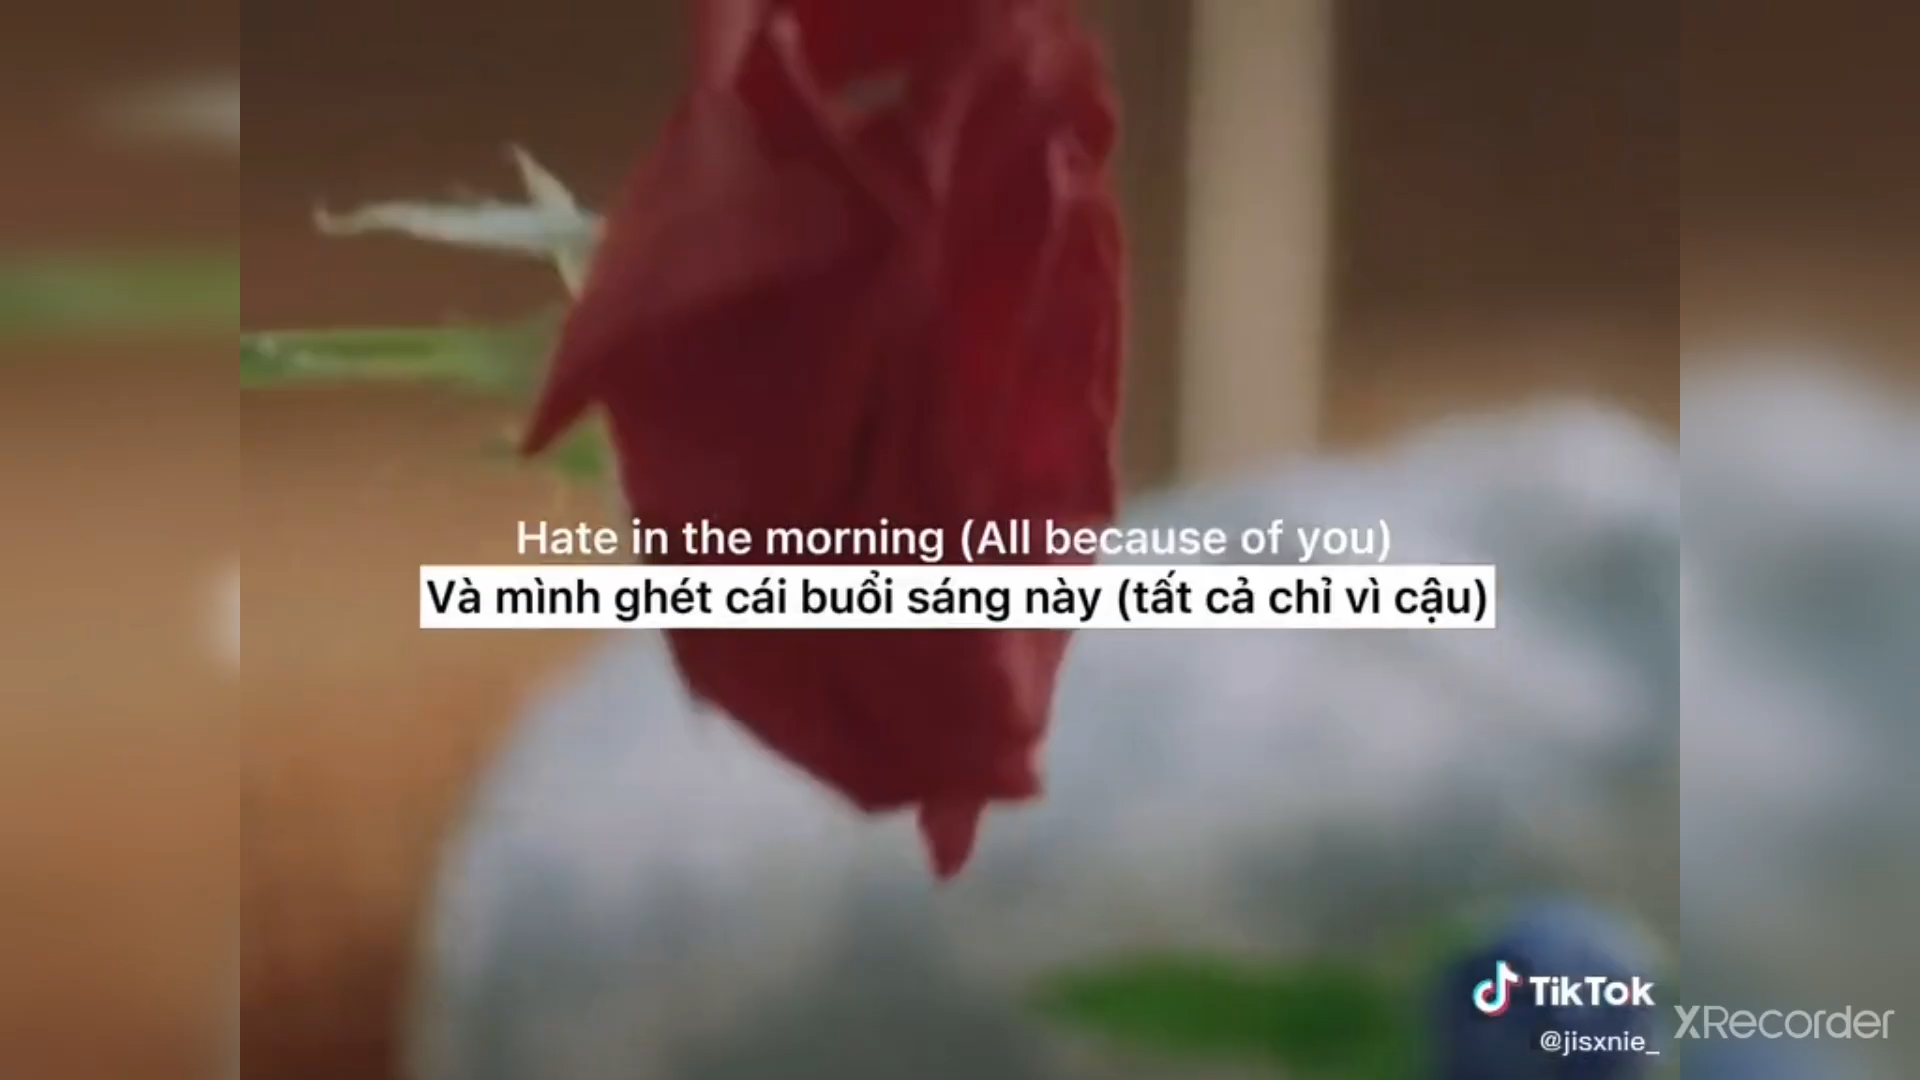 Hate in the morning (All because of you)
Và mình ghét cái buổi sáng này (tất cả chỉ vì cậu)
TikTok
@jisxnie_
XRecorder